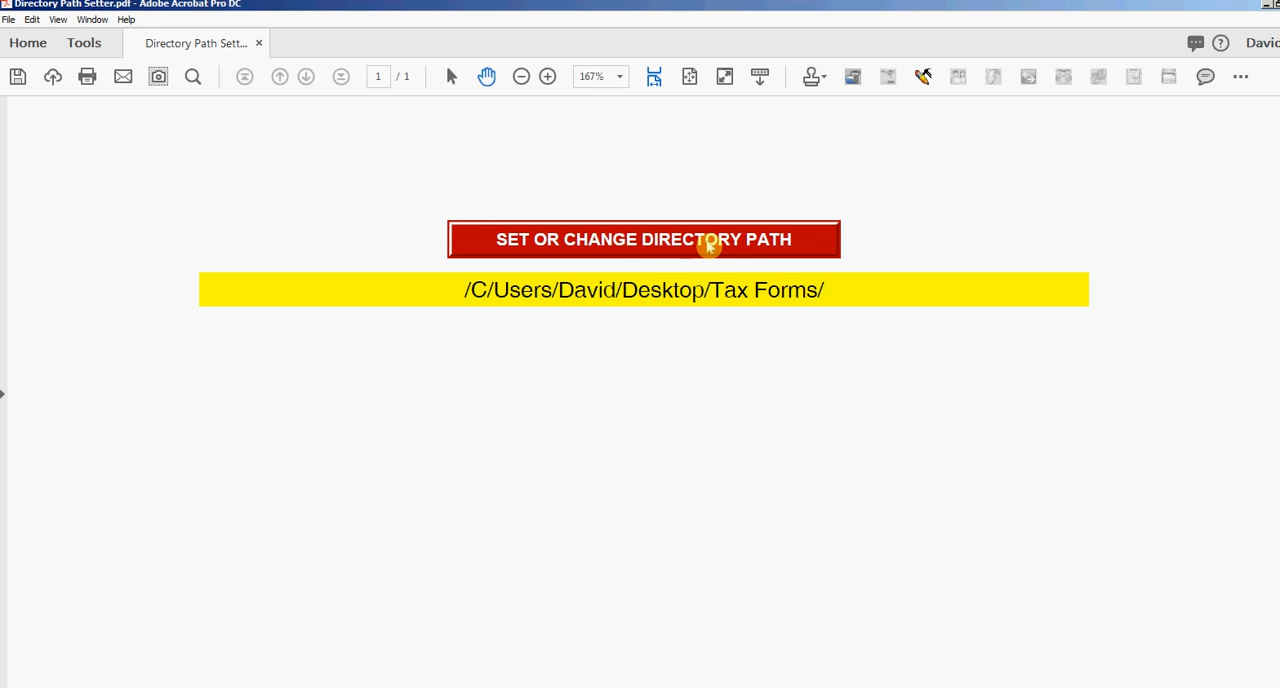 Directory Path Setter.pdf - Adobe Acrobat Pro DC
File Edit View Window Help
Home Tools Directory Path Sett... × ? Davic
1 / 1 167%
SET OR CHANGE DIRECTORY PATH
/C/Users/David/Desktop/Tax Forms/